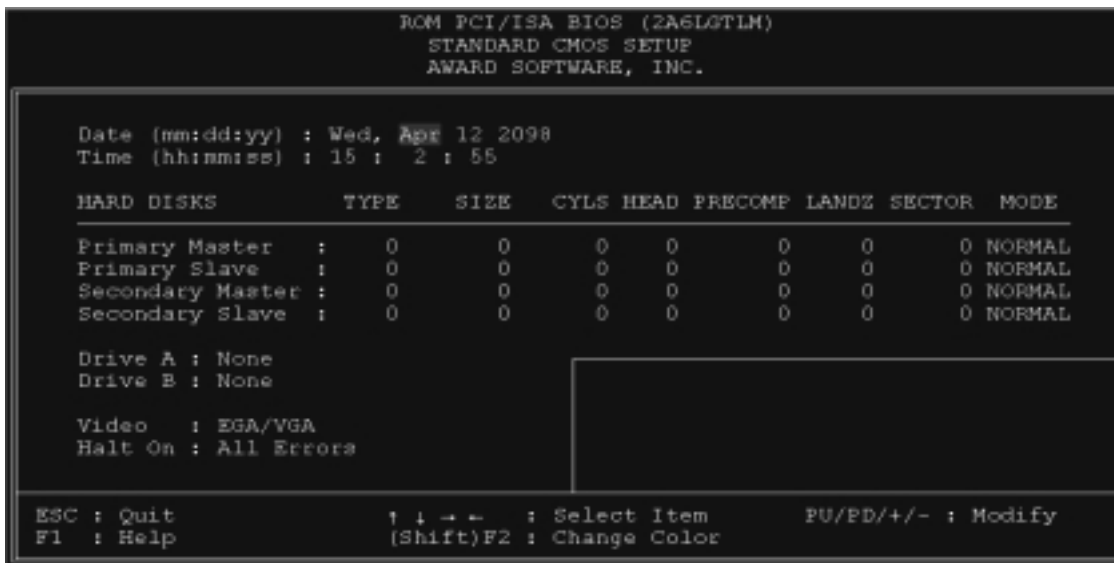 ROM PCI/ISA BIOS (2A6LGTLM)
STANDARD CMOS SETUP
AWARD SOFTWARE, INC.
Date (mm:dd:yy) : Wed, Apr 12 2098
Time (hh:mm:ss) : 15 : 2 : 55
HARD DISKS TYPE SIZE CYLS HEAD PRECOMP LANDZ SECTOR MODE
Primary Master : 0 0 0 0 0 0 0 NORMAL
Primary Slave : 0 0 0 0 0 0 0 NORMAL
Secondary Master : 0 0 0 0 0 0 0 NORMAL
Secondary Slave : 0 0 0 0 0 0 0 NORMAL
Drive A : None
Drive B : None
Video : EGA/VGA
Halt On : All Errors
ESC : Quit ↑ ↓ → ← : Select Item PU/PD/+/- : Modify
F1 : Help (Shift)F2 : Change Color